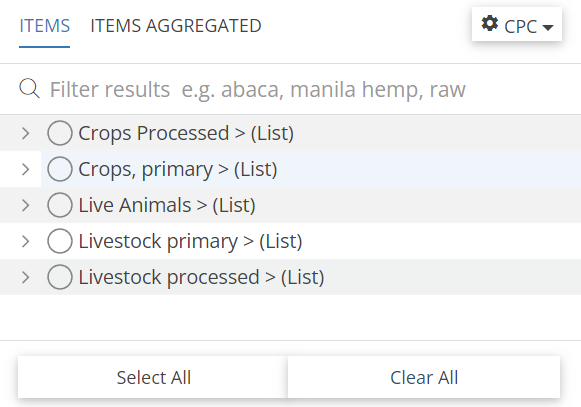 ITEMS ITEMS AGGREGATED CPC
Filter results e.g. abaca, manila hemp, raw
Crops Processed > (List)
Crops, primary > (List)
Live Animals > (List)
Livestock primary > (List)
Livestock processed > (List)
Select All Clear All